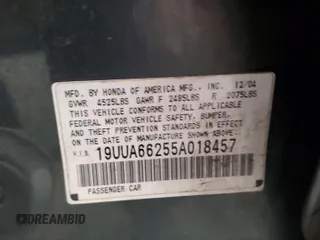 MFD. BY HONDA OF AMERICA MFG., INC. 12/04
GVWR 4525LBS GAWR F 2495LBS R 2075LBS
THIS VEHICLE CONFORMS TO ALL APPLICABLE
FEDERAL MOTOR VEHICLE SAFETY, BUMPER,
AND THEFT PREVENTION STANDARDS IN EFFECT
ON THE DATE OF MANUFACTURE SHOWN ABOVE.
V.I.N. 19UUA66255A018457
PASSENGER CAR
© DREAMBID